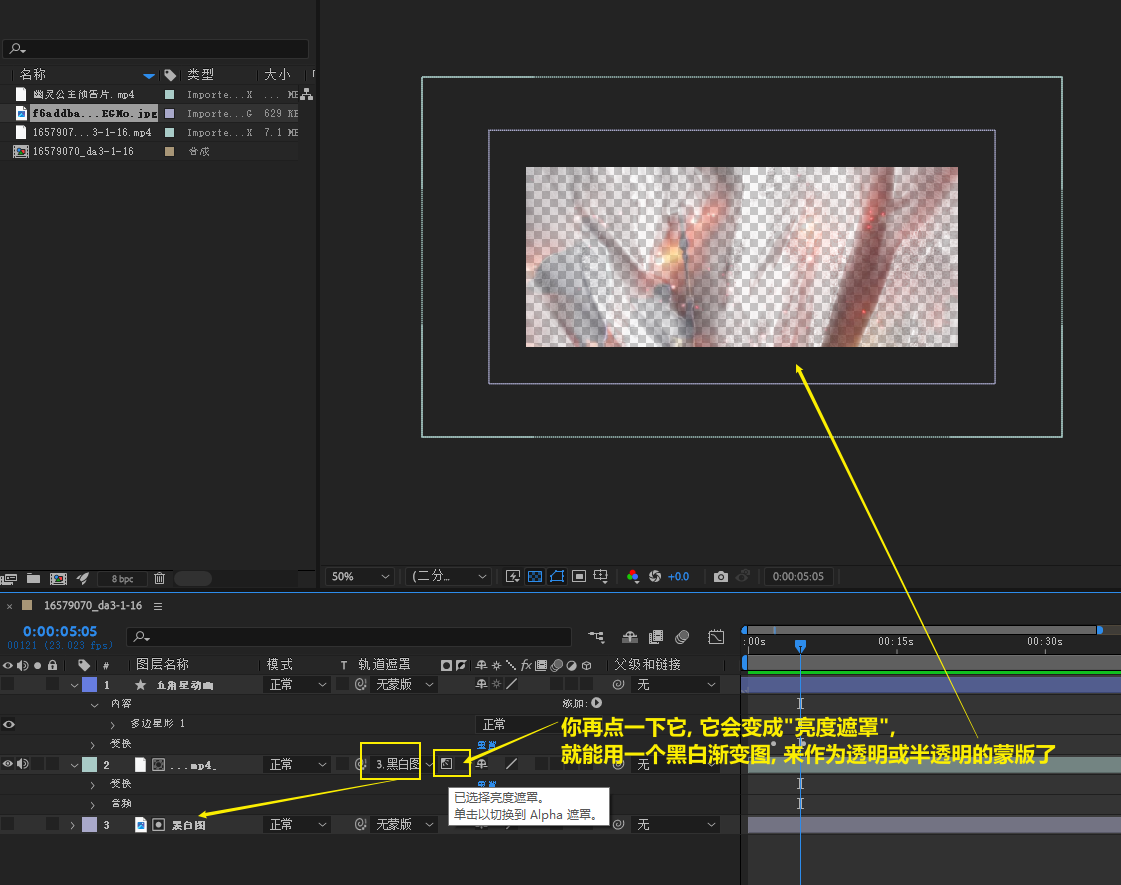 名称 类型 大小
幽灵公主预告片.mp4 Importe...X ... ME
f6addba...EGMo.jpg Importe...G 629 KE
1657907...3-1-16.mp4 Importe...X 7.1 ME
16579070_da3-1-16 合成
8 bpc
50% (二分... +0.0 0:00:05:05
× 16579070_da3-1-16
0:00:05:05
00121 (23.023 fps)
:00s 00:15s 00:30s
# 图层名称 模式 T 轨道遮罩 fx 父级和链接
1 五角星动画 正常 无蒙版 无
内容 添加:
多边星形 1 正常
变换 重置
2 ....mp4 正常 3.黑白图 无
变换 重置
音频
3 黑白图 正常 无蒙版 无
你再点一下它, 它会变成"亮度遮罩",
就能用一个黑白渐变图, 来作为透明或半透明的蒙版了
已选择亮度遮罩。
单击以切换到 Alpha 遮罩。